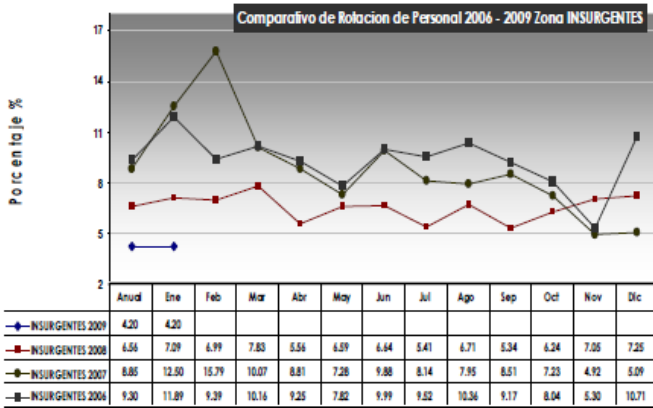 Comparativo de Rotacion de Personal 2006 - 2009 Zona INSURGENTES
Porcentaje %
17
14
11
8
5
2
Anual Ene Feb Mar Abr May Jun Jul Ago Sep Oct Nov Dic
INSURGENTES 2009 4.20 4.20
INSURGENTES 2008 6.56 7.09 6.99 7.83 5.56 6.59 6.64 5.41 6.71 5.34 6.24 7.05 7.25
INSURGENTES 2007 8.85 12.50 15.79 10.07 8.81 7.28 9.88 8.14 7.95 8.51 7.23 4.92 5.09
INSURGENTES 2006 9.30 11.89 9.39 10.16 9.25 7.82 9.99 9.52 10.36 9.17 8.04 5.30 10.71